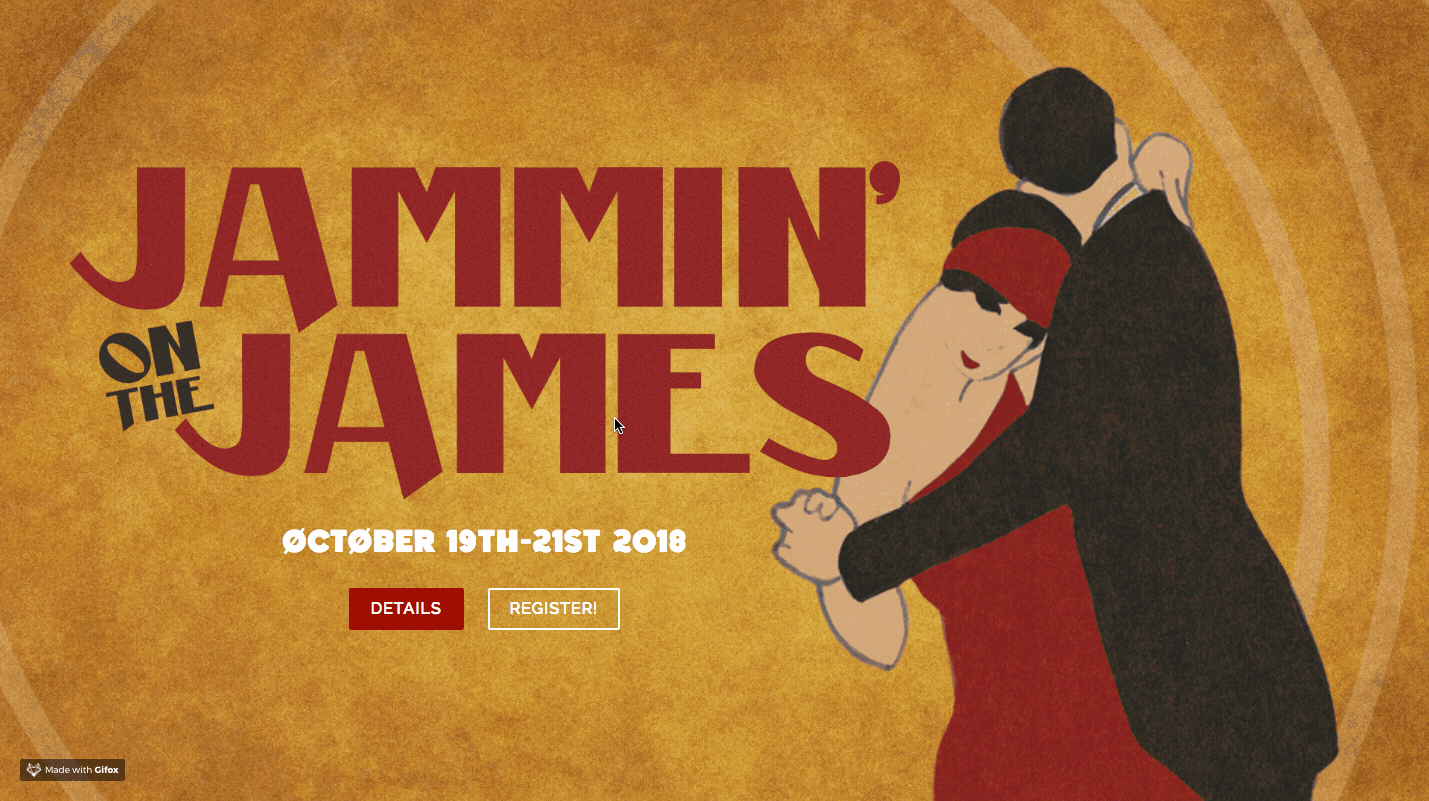 JAMMIN'
ON
THE
JAMES
ØCTØBER 19TH-21ST 2018
DETAILS
REGISTER!
Made with Gifox